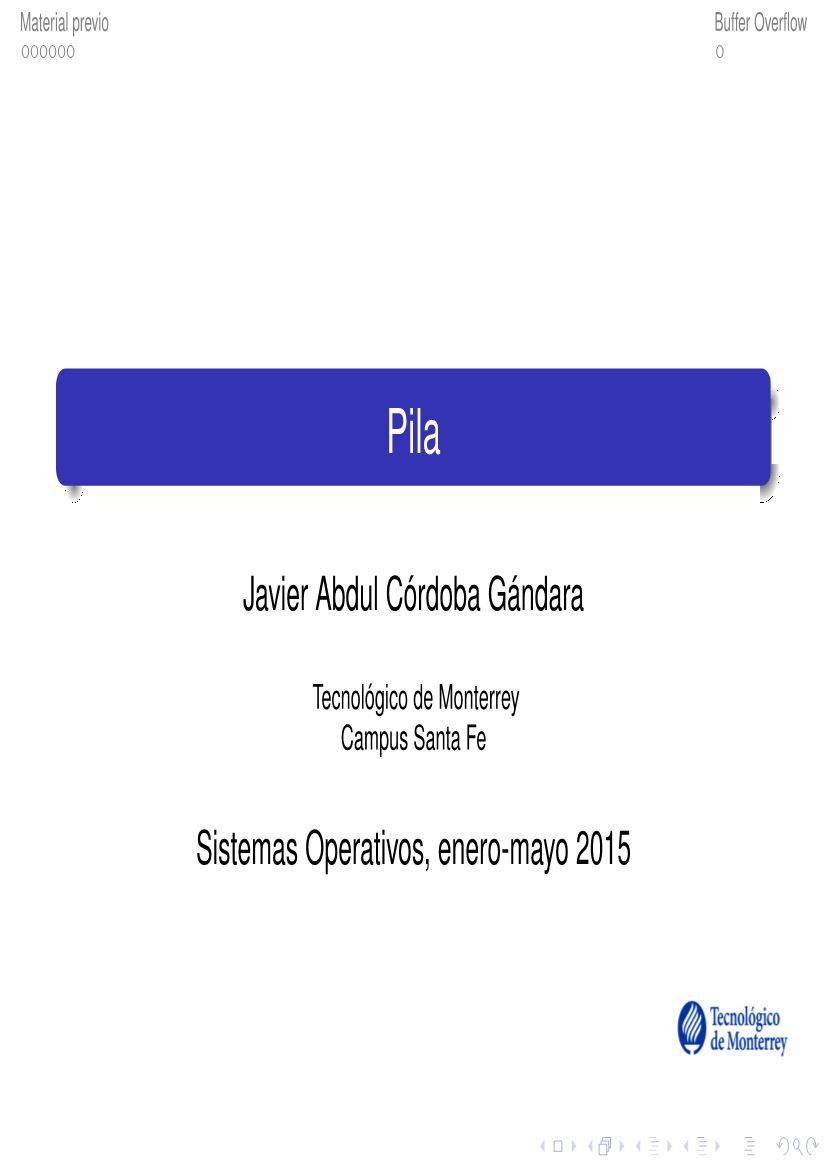 Material previo
Buffer Overflow
Pila
Javier Abdul Córdoba Gándara
Tecnológico de Monterrey
Campus Santa Fe
Sistemas Operativos, enero-mayo 2015
Tecnológico
de Monterrey